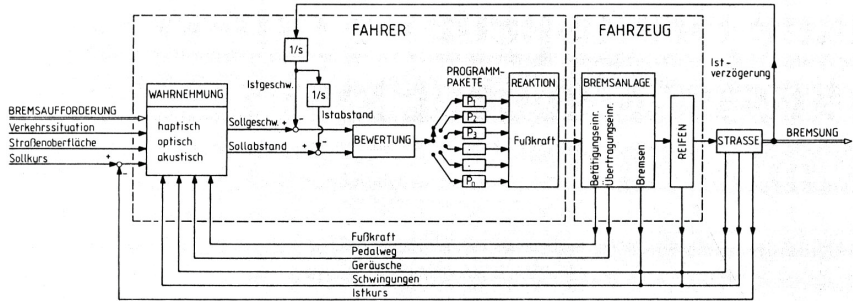 FAHRER
FAHRZEUG
1/s
Istgeschw.
1/s
Istabstand
Ist-
verzögerung
PROGRAMM-
PAKETE
WAHRNEHMUNG
REAKTION
BREMSANLAGE
BREMSAUFFORDERUNG
Verkehrssituation
Straßenoberfläche
Sollkurs
haptisch
optisch
akustisch
Sollgeschw.
Sollabstand
BEWERTUNG
P1
P2
P3
.
.
Pn
Fußkraft
Betätigungseinr.
Übertragungseinr.
Bremsen
REIFEN
STRASSE
BREMSUNG
Fußkraft
Pedalweg
Geräusche
Schwingungen
Istkurs